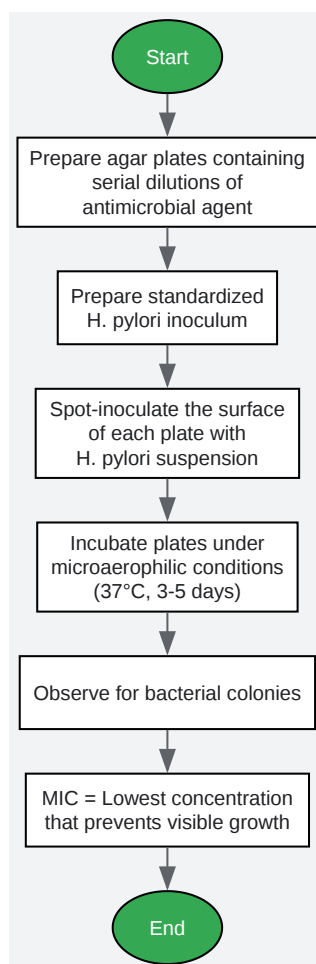 Start
Prepare agar plates containing
serial dilutions of
antimicrobial agent
Prepare standardized
H. pylori inoculum
Spot-inoculate the surface
of each plate with
H. pylori suspension
Incubate plates under
microaerophilic conditions
(37°C, 3-5 days)
Observe for bacterial colonies
MIC = Lowest concentration
that prevents visible growth
End